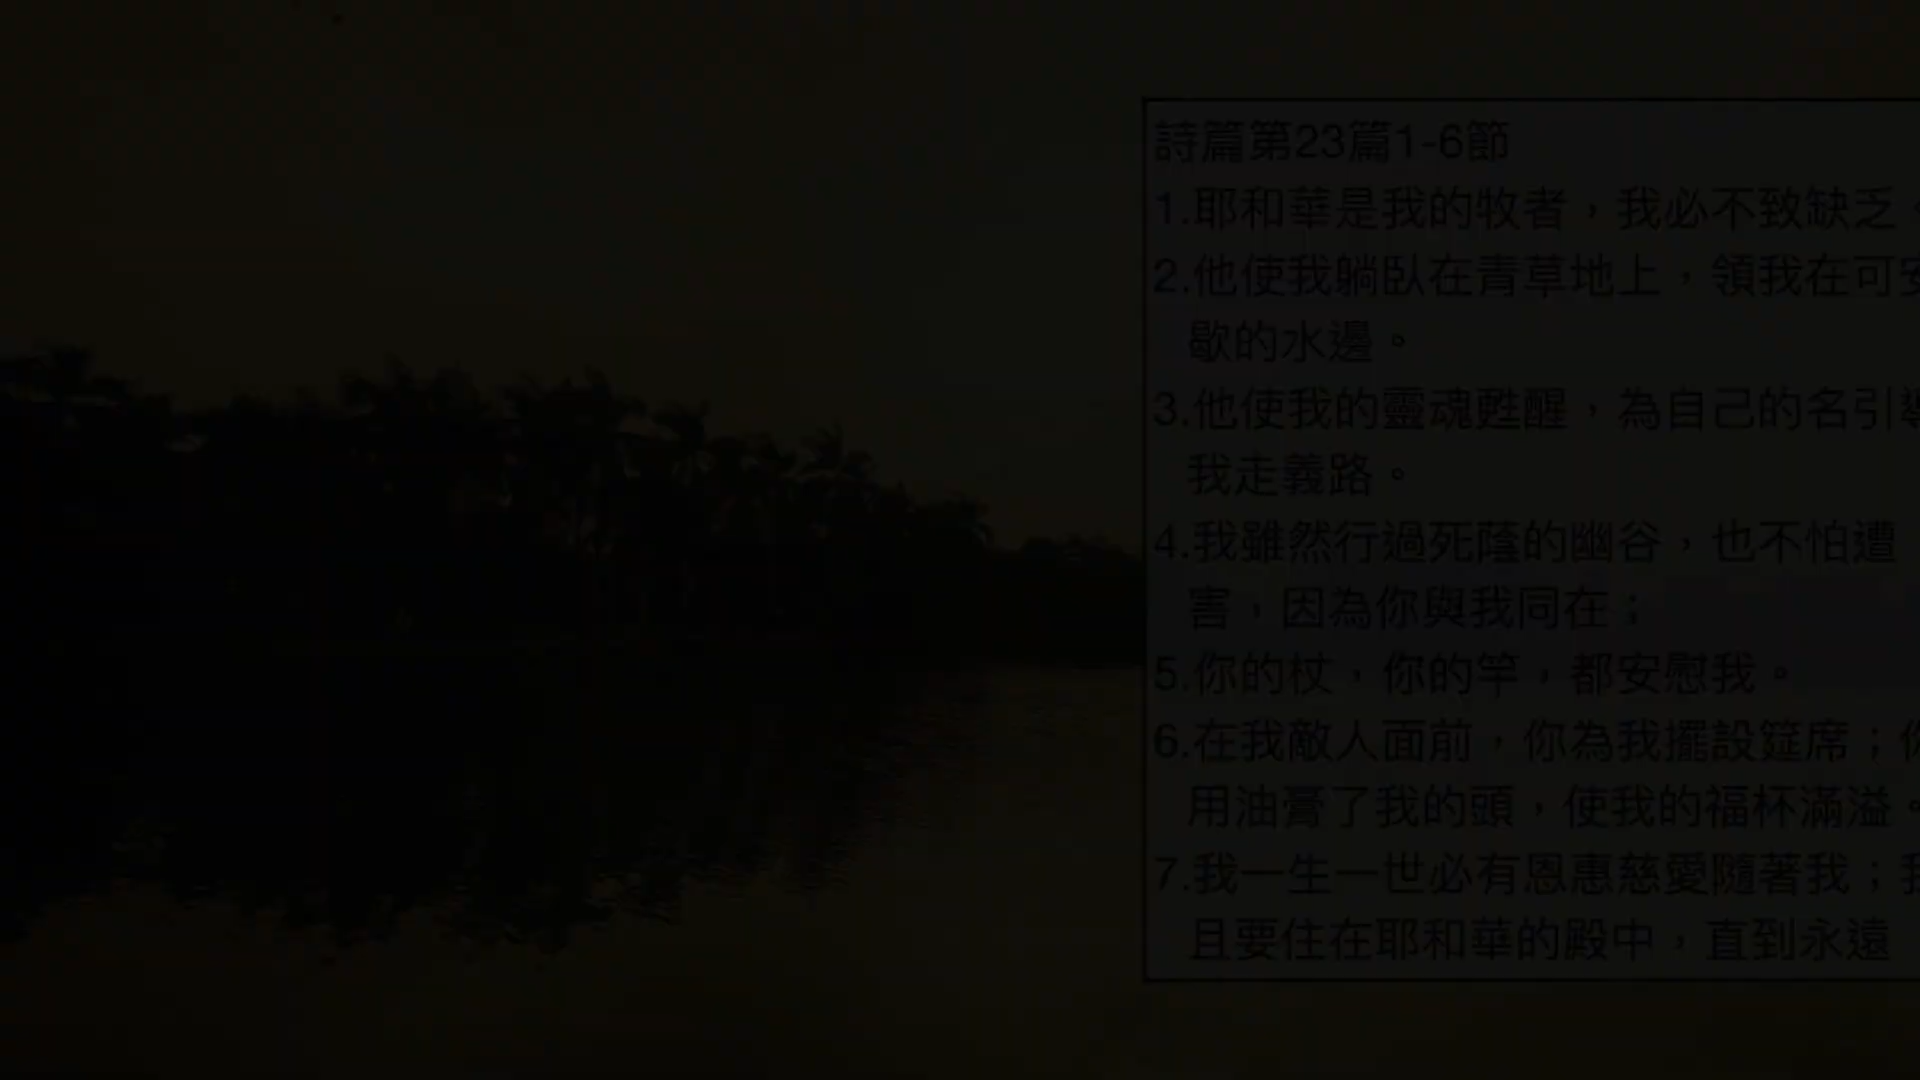 詩篇第23篇1-6節
1.耶和華是我的牧者，我必不致缺乏。
2.他使我躺臥在青草地上，領我在可安
歇的水邊。
3.他使我的靈魂甦醒，為自己的名引導
我走義路。
4.我雖然行過死蔭的幽谷，也不怕遭
害，因為你與我同在；
5.你的杖，你的竿，都安慰我。
6.在我敵人面前，你為我擺設筵席；你
用油膏了我的頭，使我的福杯滿溢。
7.我一生一世必有恩惠慈愛隨著我；我
且要住在耶和華的殿中，直到永遠